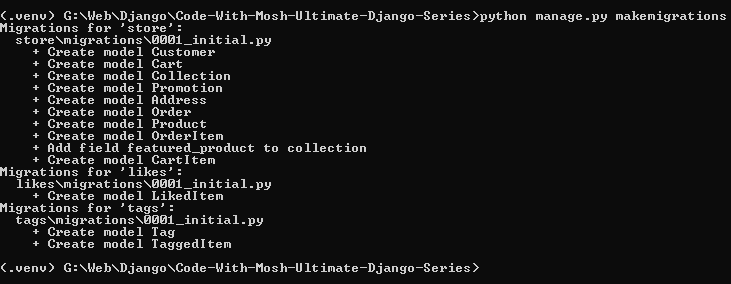 (.venv) G:\Web\Django\Code-With-Mosh-Ultimate-Django-Series>python manage.py makemigrations
Migrations for 'store':
  store\migrations\0001_initial.py
    + Create model Customer
    + Create model Cart
    + Create model Collection
    + Create model Promotion
    + Create model Address
    + Create model Order
    + Create model Product
    + Create model OrderItem
    + Add field featured_product to collection
    + Create model CartItem
Migrations for 'likes':
  likes\migrations\0001_initial.py
    + Create model LikedItem
Migrations for 'tags':
  tags\migrations\0001_initial.py
    + Create model Tag
    + Create model TaggedItem
(.venv) G:\Web\Django\Code-With-Mosh-Ultimate-Django-Series>